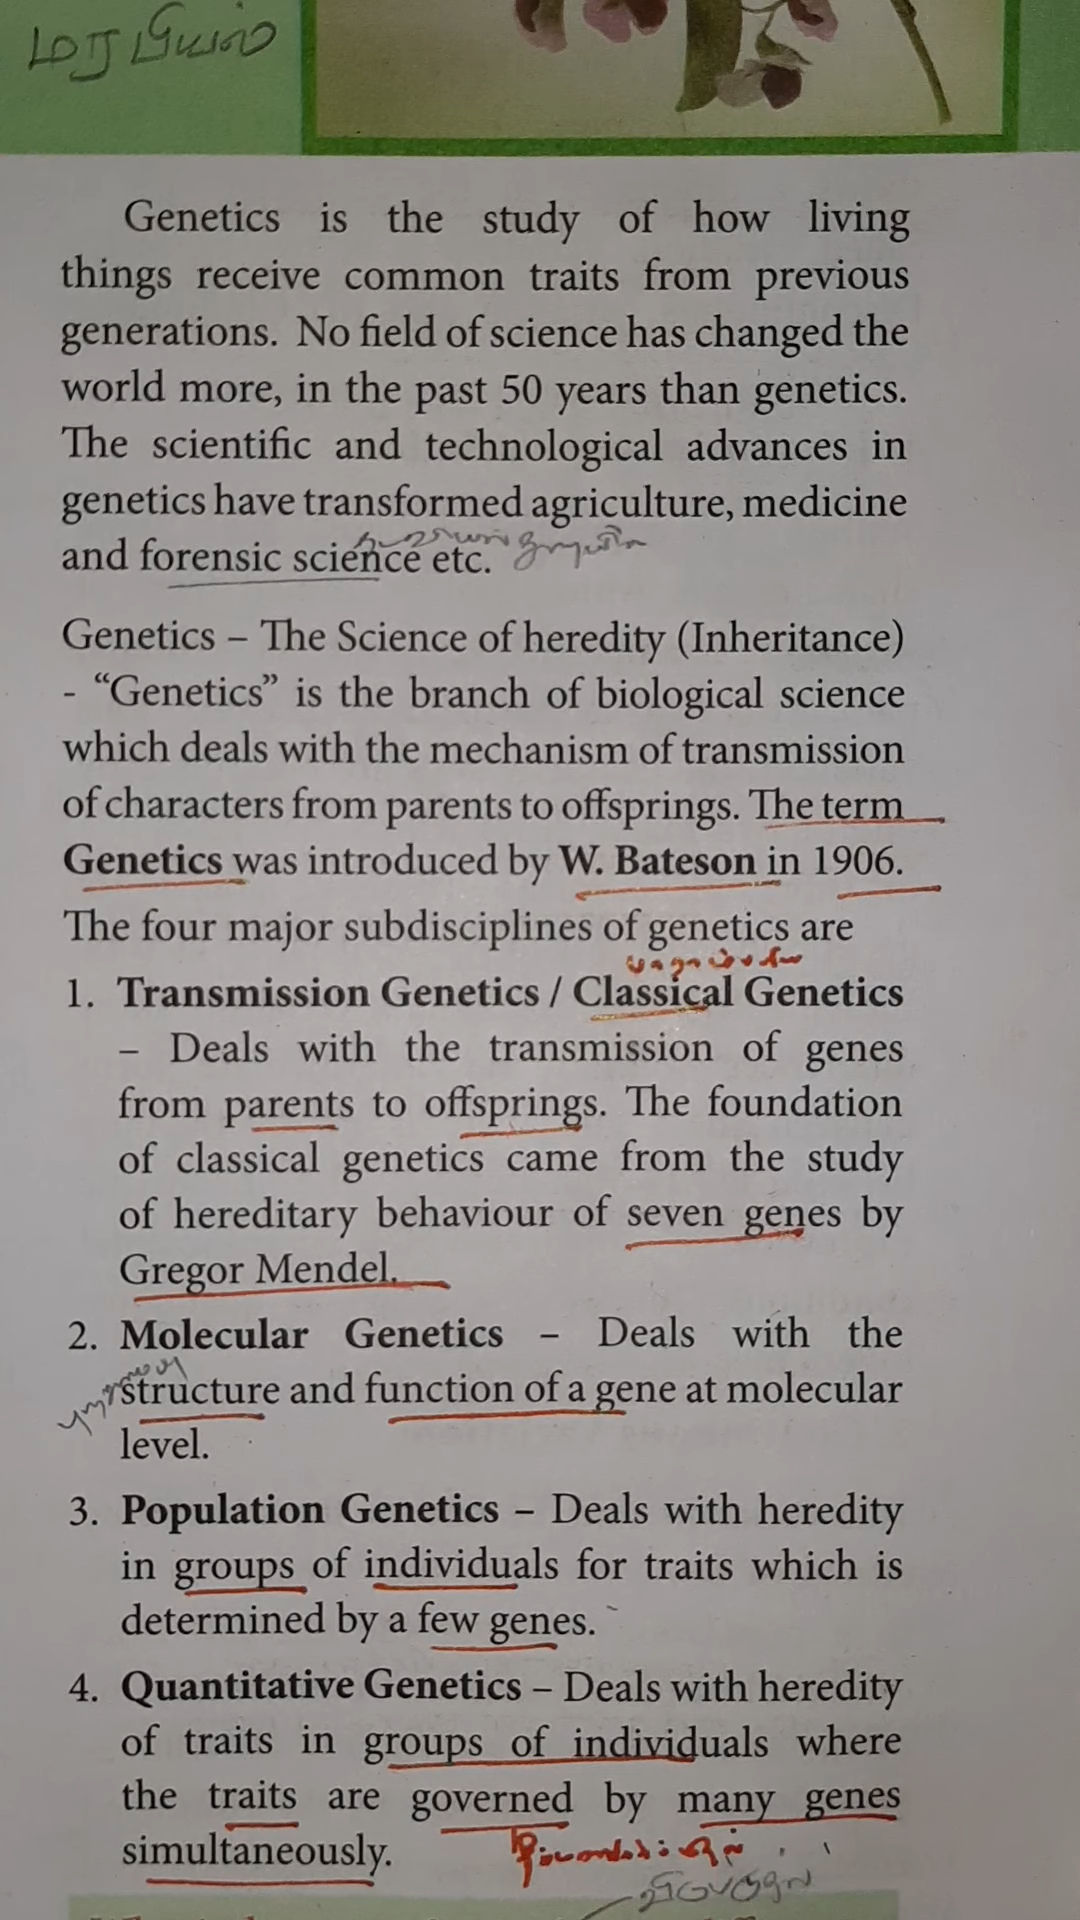 மரபியல்
Genetics is the study of how living
things receive common traits from previous
generations. No field of science has changed the
world more, in the past 50 years than genetics.
The scientific and technological advances in
genetics have transformed agriculture, medicine
and forensic science etc.
Genetics – The Science of heredity (Inheritance)
- “Genetics” is the branch of biological science
which deals with the mechanism of transmission
of characters from parents to offsprings. The term
Genetics was introduced by W. Bateson in 1906.
The four major subdisciplines of genetics are
1. Transmission Genetics / Classical Genetics
– Deals with the transmission of genes
from parents to offsprings. The foundation
of classical genetics came from the study
of hereditary behaviour of seven genes by
Gregor Mendel.
2. Molecular Genetics – Deals with the
structure and function of a gene at molecular
level.
3. Population Genetics – Deals with heredity
in groups of individuals for traits which is
determined by a few genes.
4. Quantitative Genetics – Deals with heredity
of traits in groups of individuals where
the traits are governed by many genes
simultaneously.